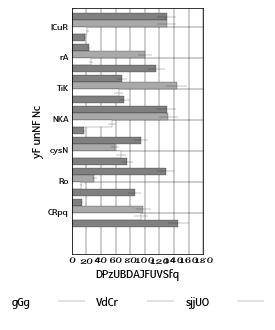 ICuR
rA
TiK
NKA
cysN
Ro
CRpq
yF unNF Nc
0 20 40 60 80 100 120 140 160 180
DPzUBDAJFUVSfq
gGg VdCr sjjUO